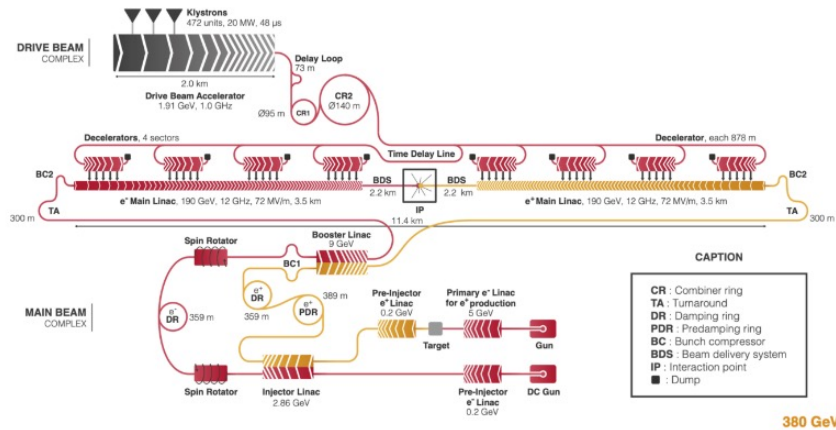 Klystrons
472 units, 20 MW, 48 µs
DRIVE BEAM
COMPLEX
Delay Loop
73 m
2.0 km
Drive Beam Accelerator
1.91 GeV, 1.0 GHz
CR2
Ø140 m
Ø95 m
CR1
Decelerators, 4 sectors
Time Delay Line
Decelerator, each 878 m
BC2
BDS
2.2 km
BDS
2.2 km
BC2
e⁻ Main Linac, 190 GeV, 12 GHz, 72 MV/m, 3.5 km
IP
e⁺ Main Linac, 190 GeV, 12 GHz, 72 MV/m, 3.5 km
TA
300 m
11.4 km
TA
300 m
Booster Linac
9 GeV
Spin Rotator
BC1
MAIN BEAM
COMPLEX
e⁻
DR
359 m
e⁺
DR
359 m
e⁺
PDR
389 m
Pre-Injector
e⁺ Linac
0.2 GeV
Primary e⁻ Linac
for e⁺ production
5 GeV
Target
Gun
Spin Rotator
Injector Linac
2.86 GeV
Pre-Injector
e⁻ Linac
0.2 GeV
DC Gun
CAPTION
CR : Combiner ring
TA : Turnaround
DR : Damping ring
PDR : Predamping ring
BC : Bunch compressor
BDS : Beam delivery system
IP : Interaction point
: Dump
380 GeV